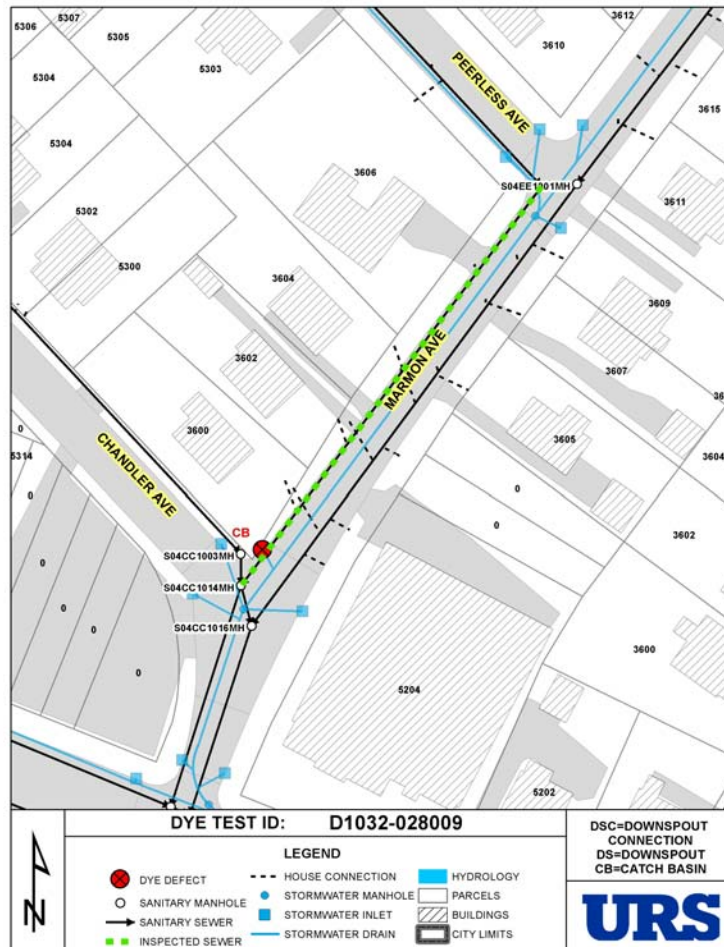 5307
5306
5305
5304
5303
5304
5302
5300
3612
3610
3615
PEERLESS AVE
S04EE1001MH
3606
3611
3604
3609
3602
3607
MARMON AVE
3600
3605
3604
0
5314
0
0
0
0
0
CHANDLER AVE
CB
S04CC1003MH
S04CC1014MH
S04CC1016MH
0
0
3602
3600
5204
5202
DYE TEST ID: D1032-028009
LEGEND
DYE DEFECT
SANITARY MANHOLE
SANITARY SEWER
INSPECTED SEWER
HOUSE CONNECTION
STORMWATER MANHOLE
STORMWATER INLET
STORMWATER DRAIN
HYDROLOGY
PARCELS
BUILDINGS
CITY LIMITS
N
DSC=DOWNSPOUT
CONNECTION
DS=DOWNSPOUT
CB=CATCH BASIN
URS